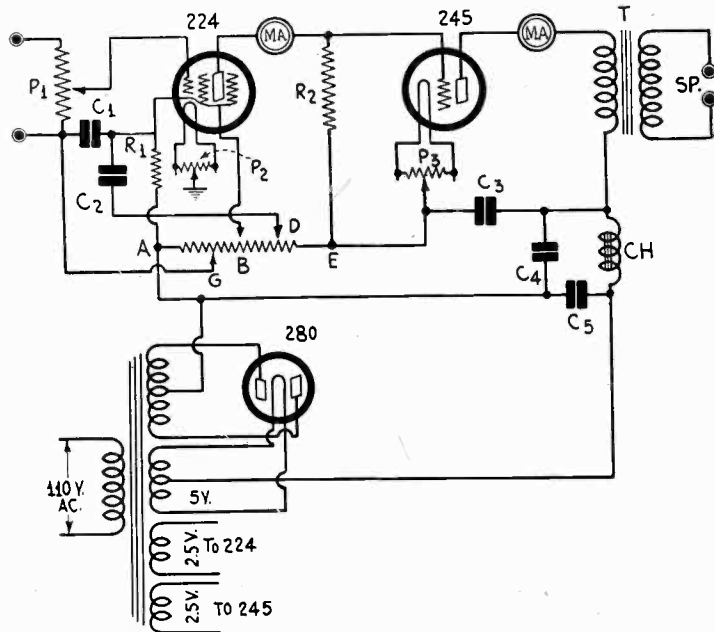 224
245
T
MA
MA
P1
R2
SP.
C1
R1
P2
P3
C2
C3
D
A
B
E
G
C4
CH
C5
280
110 V.
AC.
5V.
2.5V.
TO 224
2.5V.
TO 245